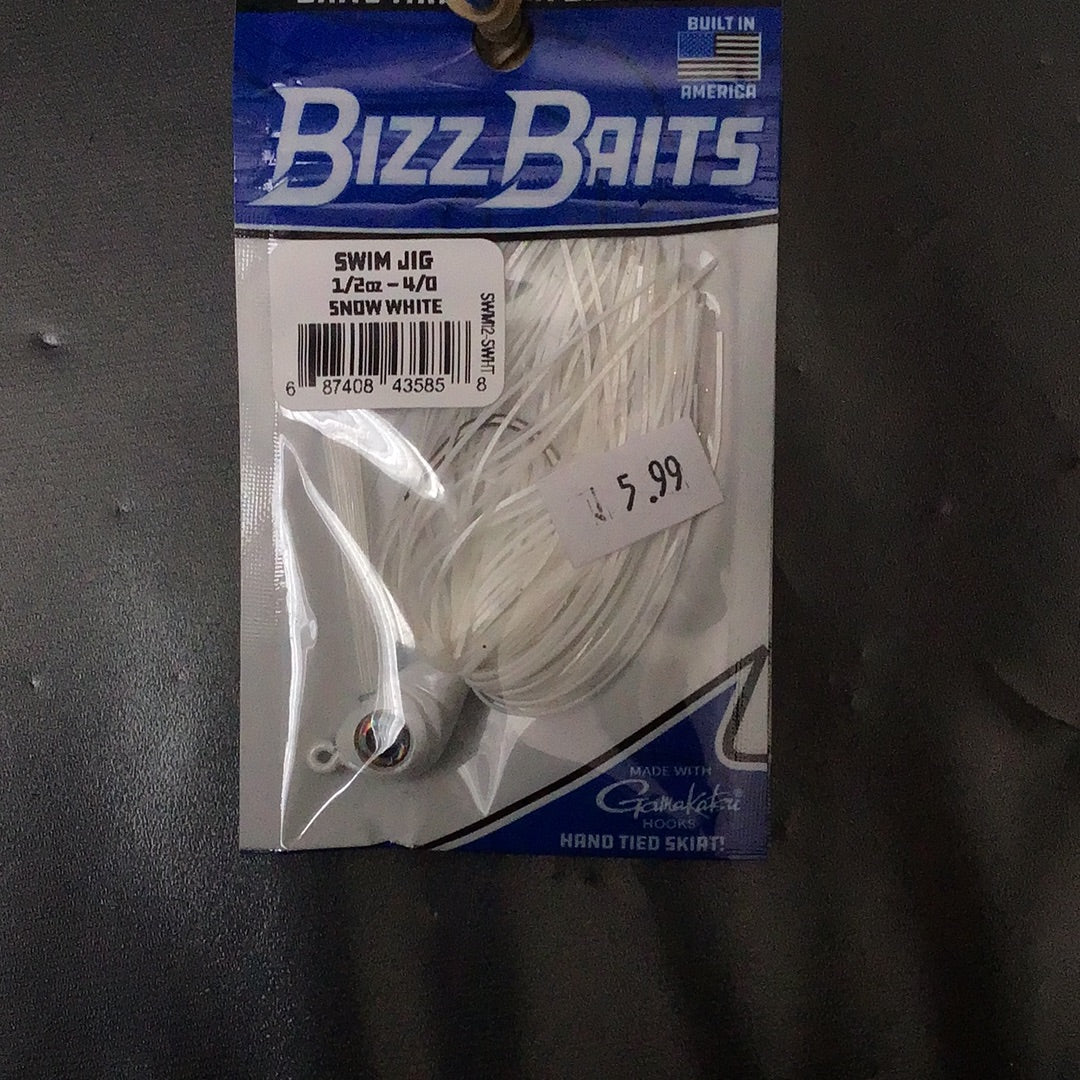 BUILT IN
AMERICA
BIZZ BAITS
SWIM JIG
1/2oz – 4/0
SNOW WHITE
SWM12-SWHT
6 87408 43585 8
5.99
MADE WITH
Gamakatsu
HOOKS
HAND TIED SKIRT!